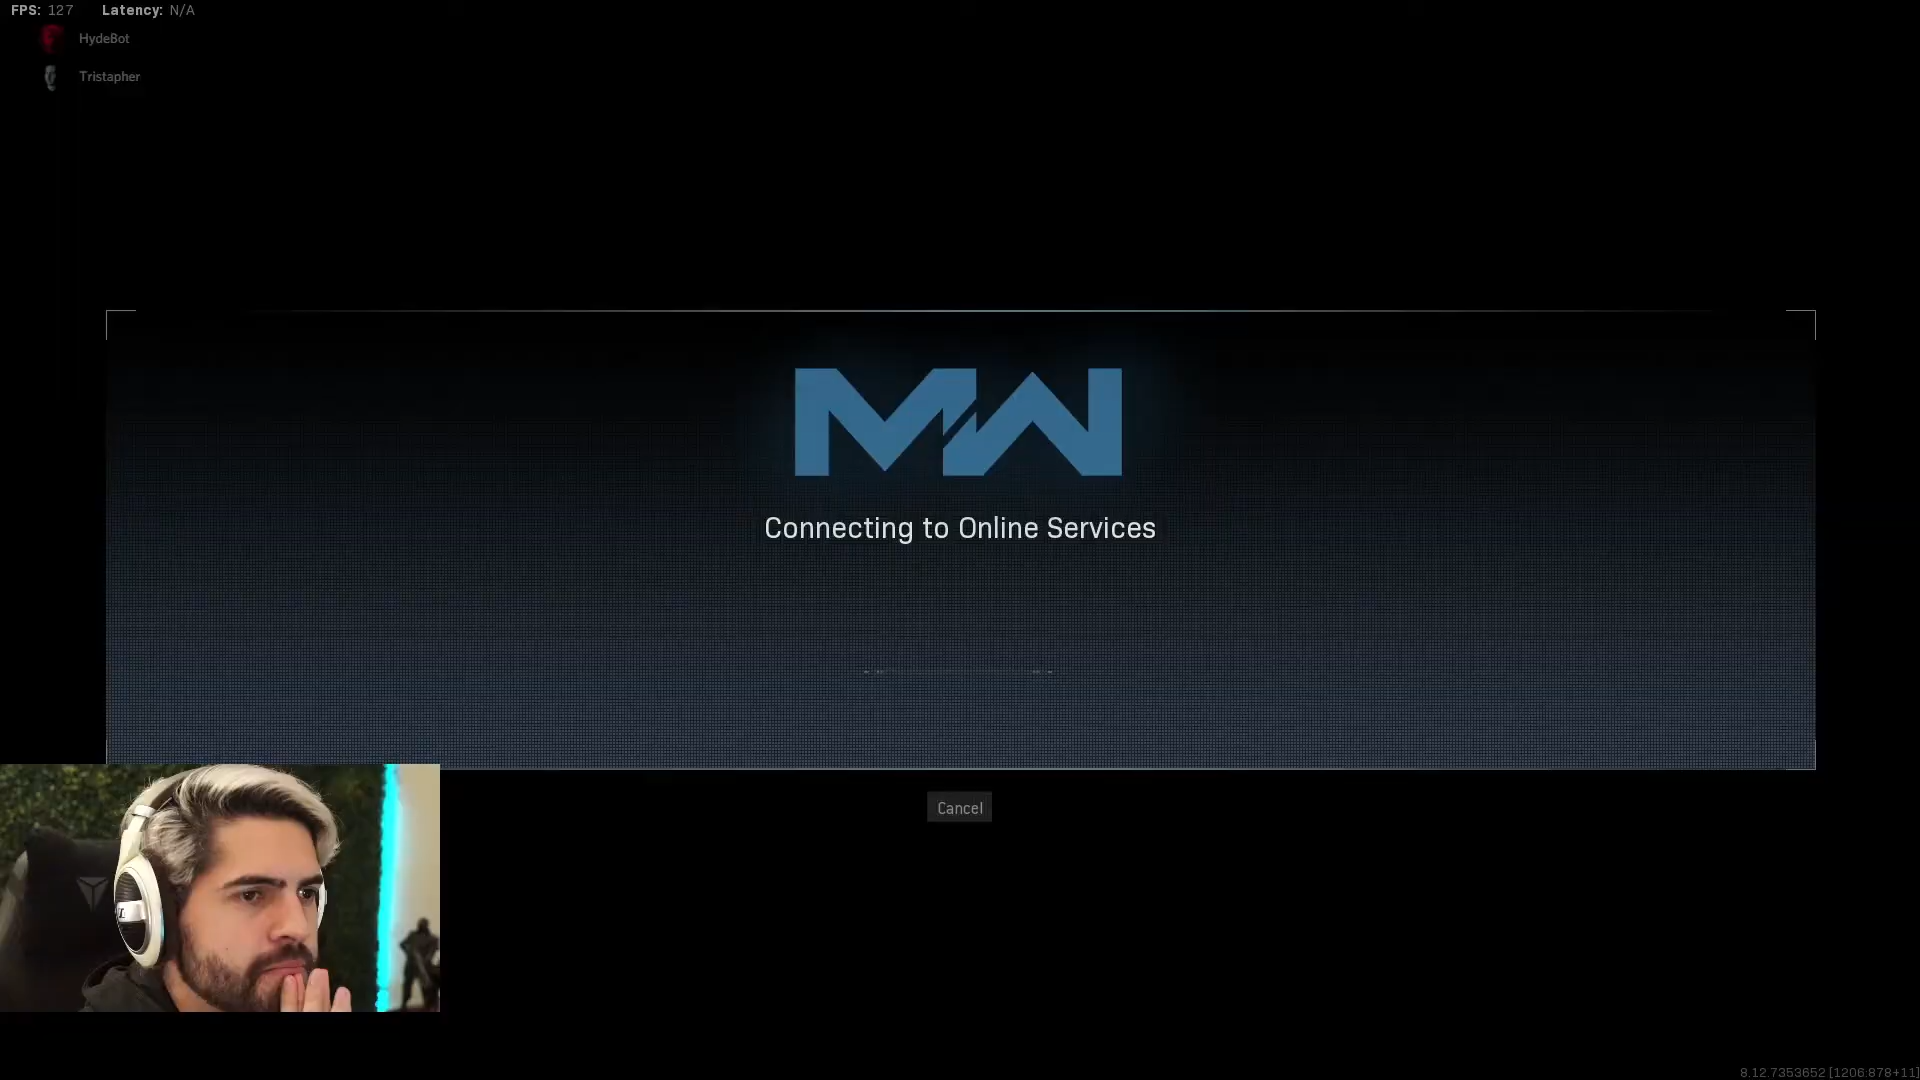 FPS: 127 Latency: N/A
HydeBot
Tristapher
MW
Connecting to Online Services
Cancel
8.12.7353652 [1206:878+11]